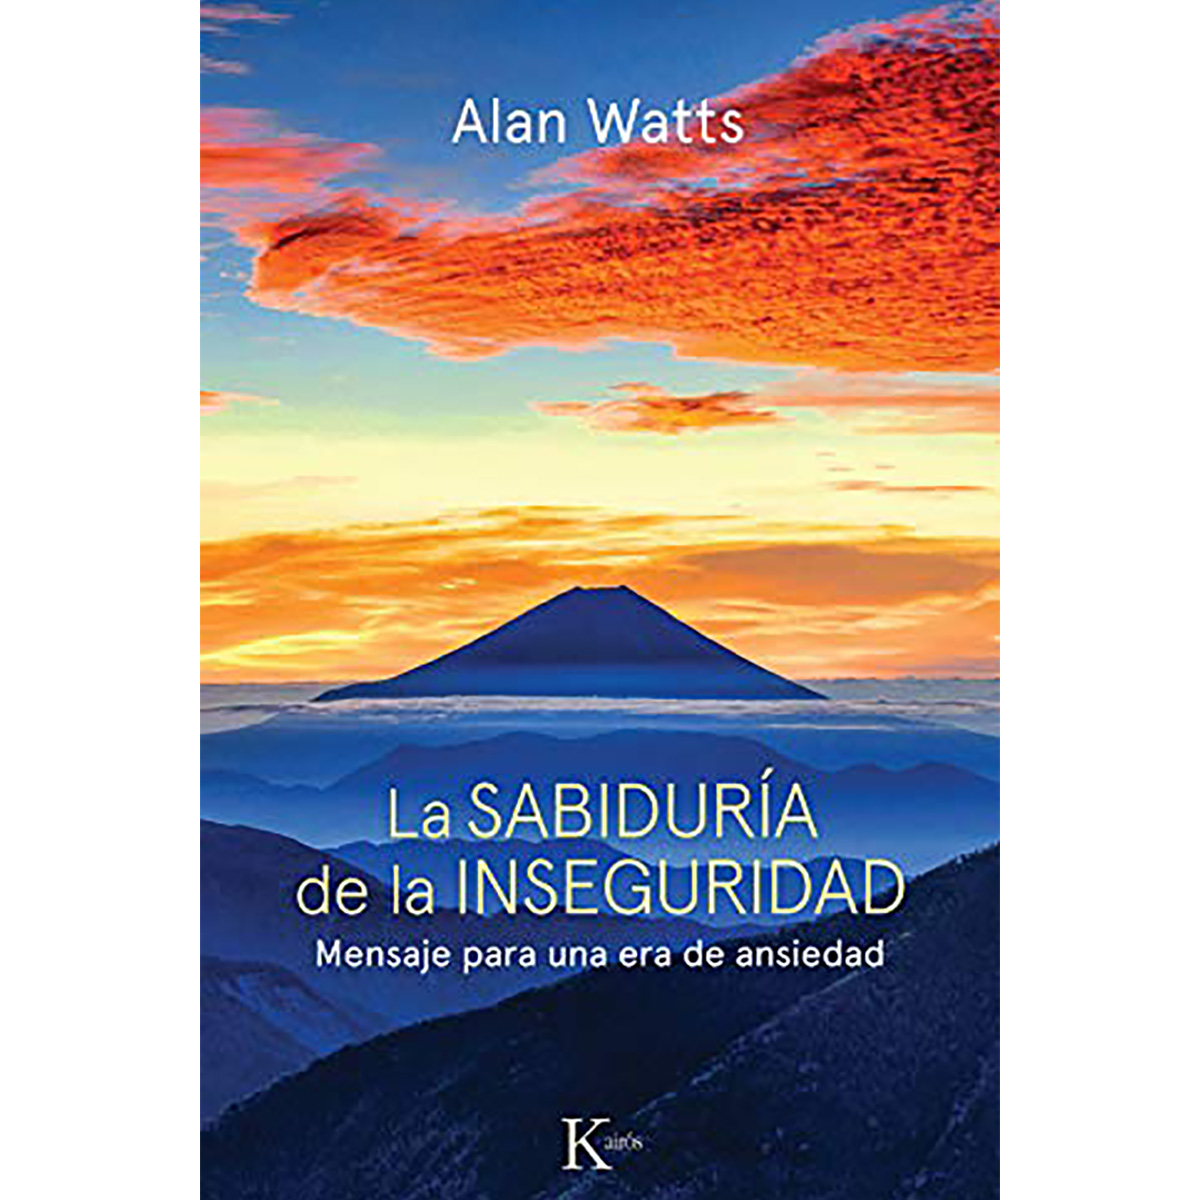 Alan Watts
La SABIDURÍA
de la INSEGURIDAD
Mensaje para una era de ansiedad
Kairós